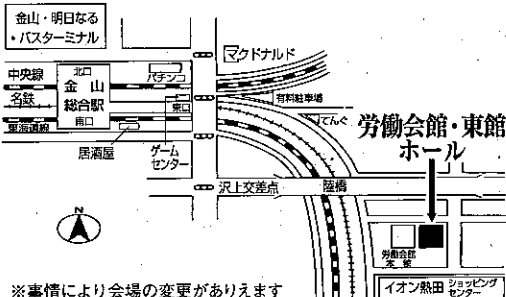 金山・明日なる
・バスターミナル
マクドナルド
中央線
北口
金山
パチンコ
名鉄
総合駅
東口
有料駐車場
東海道線
南口
てんぐ
居酒屋
ゲーム
センター
労働会館・東館
ホール
沢上交差点
陸橋
N
労働会館
本館
イオン熱田 ショッピング
センター
※事情により会場の変更がありえます